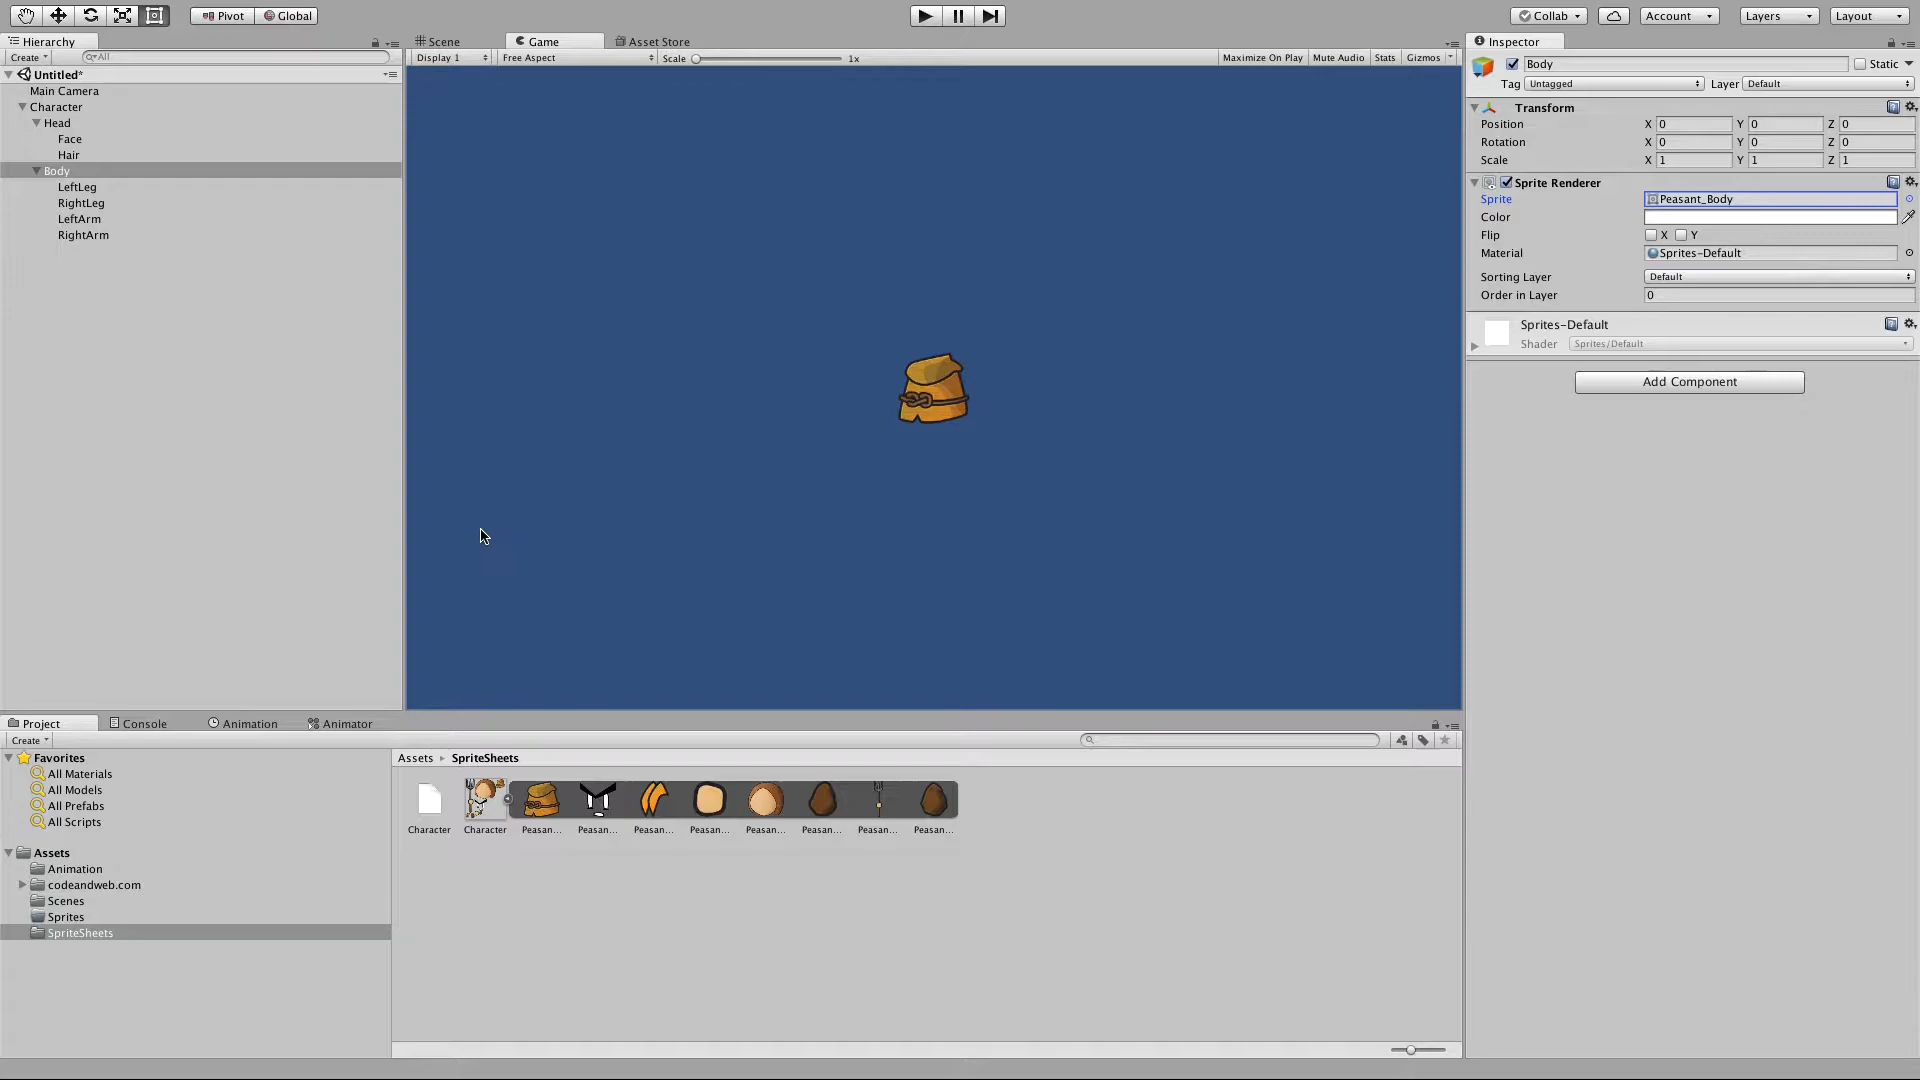 Pivot Global Collab Account Layers Layout
Hierarchy Scene Game Asset Store Inspector
Create All Display 1 Free Aspect Scale 1x Maximize On Play Mute Audio Stats Gizmos
Untitled*
Main Camera
Character
Head
Face
Hair
Body
LeftLeg
RightLeg
LeftArm
RightArm
Body Static
Tag Untagged Layer Default
Transform
Position X 0 Y 0 Z 0
Rotation X 0 Y 0 Z 0
Scale X 1 Y 1 Z 1
Sprite Renderer
Sprite Peasant_Body
Color
Flip X Y
Material Sprites-Default
Sorting Layer Default
Order in Layer 0
Sprites-Default
Shader Sprites/Default
Add Component
Project Console Animation Animator
Create
Favorites
All Materials
All Models
All Prefabs
All Scripts
Assets
Animation
codeandweb.com
Scenes
Sprites
SpriteSheets
Assets SpriteSheets
Character Character Peasan... Peasan... Peasan... Peasan... Peasan... Peasan... Peasan... Peasan...